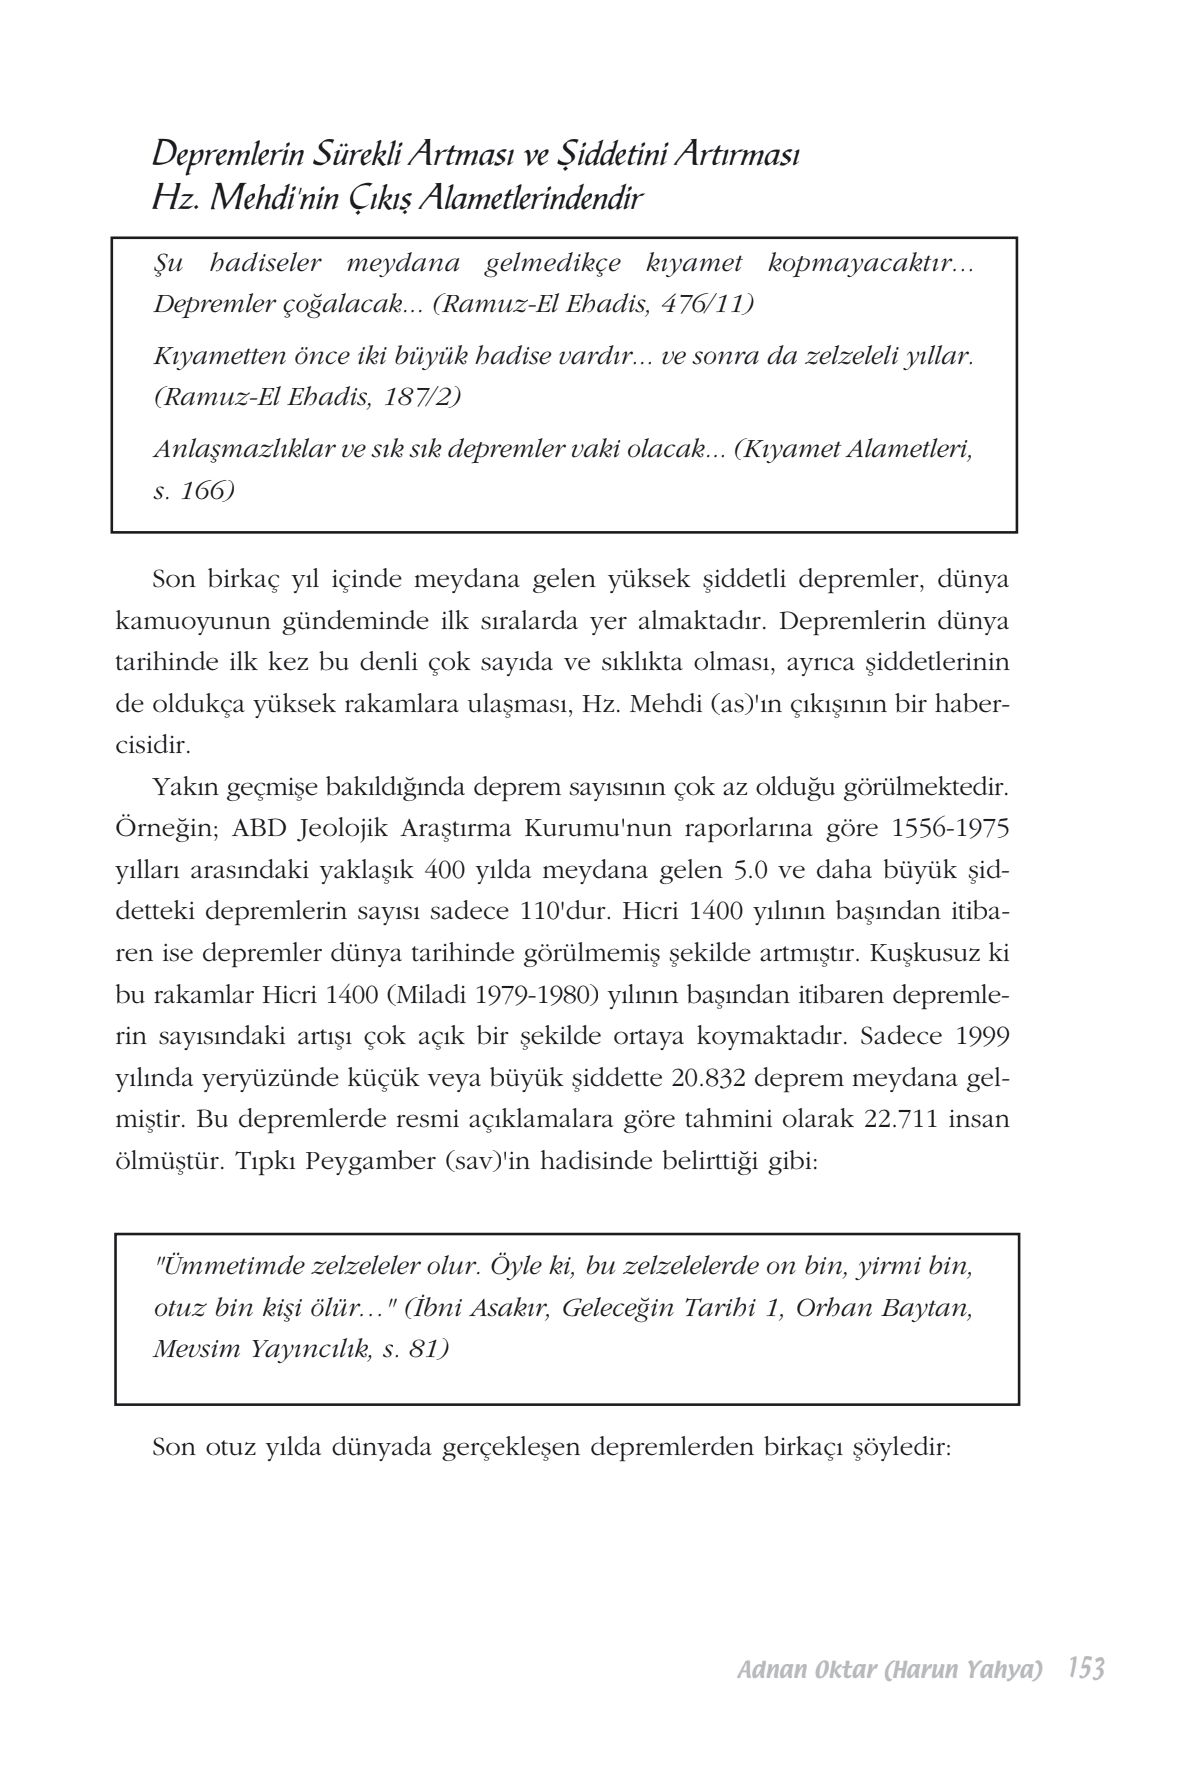 Depremlerin Sürekli Artması ve Şiddetini Artırması
Hz. Mehdi'nin Çıkış Alametlerindendir
Şu hadiseler meydana gelmedikçe kıyamet kopmayacaktır...
Depremler çoğalacak... (Ramuz-El Ehadis, 476/11)
Kıyametten önce iki büyük hadise vardır... ve sonra da zelzeleli yıllar.
(Ramuz-El Ehadis, 187/2)
Anlaşmazlıklar ve sık sık depremler vaki olacak... (Kıyamet Alametleri,
s. 166)
Son birkaç yıl içinde meydana gelen yüksek şiddetli depremler, dünya
kamuoyunun gündeminde ilk sıralarda yer almaktadır. Depremlerin dünya
tarihinde ilk kez bu denli çok sayıda ve sıklıkta olması, ayrıca şiddetlerinin
de oldukça yüksek rakamlara ulaşması, Hz. Mehdi (as)'ın çıkışının bir haber-
cisidir.
Yakın geçmişe bakıldığında deprem sayısının çok az olduğu görülmektedir.
Örneğin; ABD Jeolojik Araştırma Kurumu'nun raporlarına göre 1556-1975
yılları arasındaki yaklaşık 400 yılda meydana gelen 5.0 ve daha büyük şid-
detteki depremlerin sayısı sadece 110'dur. Hicri 1400 yılının başından itiba-
ren ise depremler dünya tarihinde görülmemiş şekilde artmıştır. Kuşkusuz ki
bu rakamlar Hicri 1400 (Miladi 1979-1980) yılının başından itibaren depremle-
rin sayısındaki artışı çok açık bir şekilde ortaya koymaktadır. Sadece 1999
yılında yeryüzünde küçük veya büyük şiddette 20.832 deprem meydana gel-
miştir. Bu depremlerde resmi açıklamalara göre tahmini olarak 22.711 insan
ölmüştür. Tıpkı Peygamber (sav)'in hadisinde belirttiği gibi:
"Ümmetimde zelzeleler olur. Öyle ki, bu zelzelelerde on bin, yirmi bin,
otuz bin kişi ölür..." (İbni Asakır, Geleceğin Tarihi 1, Orhan Baytan,
Mevsim Yayıncılık, s. 81)
Son otuz yılda dünyada gerçekleşen depremlerden birkaçı şöyledir:
Adnan Oktar (Harun Yahya) 153